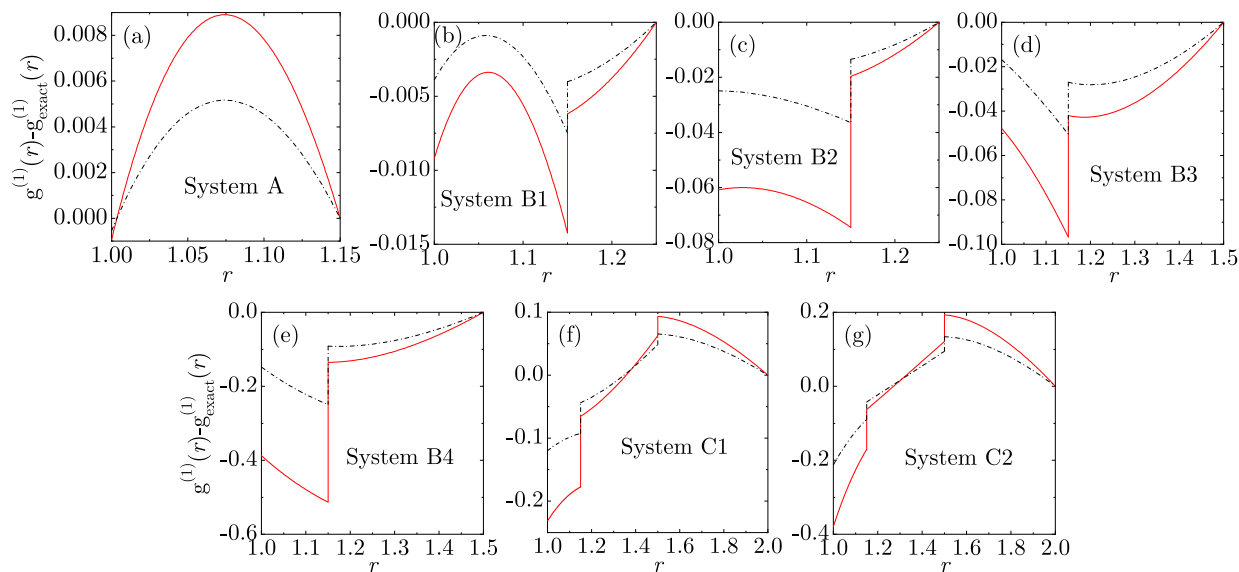 (a)
g(1)(r)-g(1)exact(r)
0.008
0.006
0.004
0.002
0.000
1.00 1.05 1.10 1.15
r
System A
(b)
0.000
-0.005
-0.010
-0.015
1.0 1.1 1.2
r
System B1
(c)
0.00
-0.02
-0.04
-0.06
-0.08
1.0 1.1 1.2
r
System B2
(d)
0.00
-0.02
-0.04
-0.06
-0.08
-0.10
1.0 1.1 1.2 1.3 1.4 1.5
r
System B3
(e)
g(1)(r)-g(1)exact(r)
0.0
-0.2
-0.4
-0.6
1.0 1.1 1.2 1.3 1.4 1.5
r
System B4
(f)
0.1
0.0
-0.1
-0.2
1.0 1.2 1.4 1.6 1.8 2.0
r
System C1
(g)
0.2
0.0
-0.2
-0.4
1.0 1.2 1.4 1.6 1.8 2.0
r
System C2